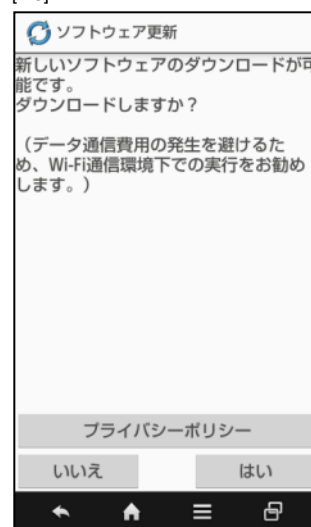 ソフトウェア更新
新しいソフトウェアのダウンロードが可
能です。
ダウンロードしますか？
（データ通信費用の発生を避けるた
め、Wi-Fi通信環境下での実行をお勧め
します。）
プライバシーポリシー
いいえ
はい